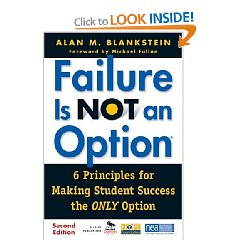 Click to LOOK INSIDE!
ALAN M. BLANKSTEIN
Foreword by Michael Fullan
Failure
Is NOT an
Option®
6 Principles for
Making Student Success
the ONLY Option
Second
Edition
nea